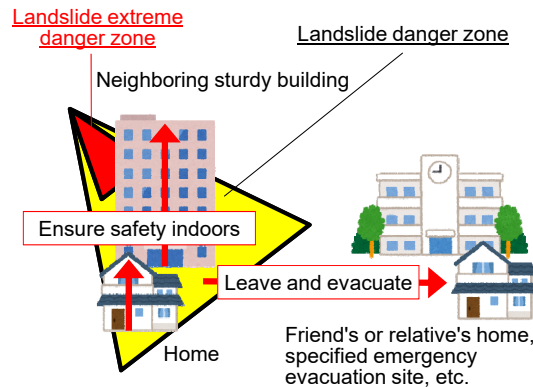 Landslide extreme
danger zone
Landslide danger zone
Neighboring sturdy building
Ensure safety indoors
Leave and evacuate
Home
Friend's or relative's home,
specified emergency
evacuation site, etc.